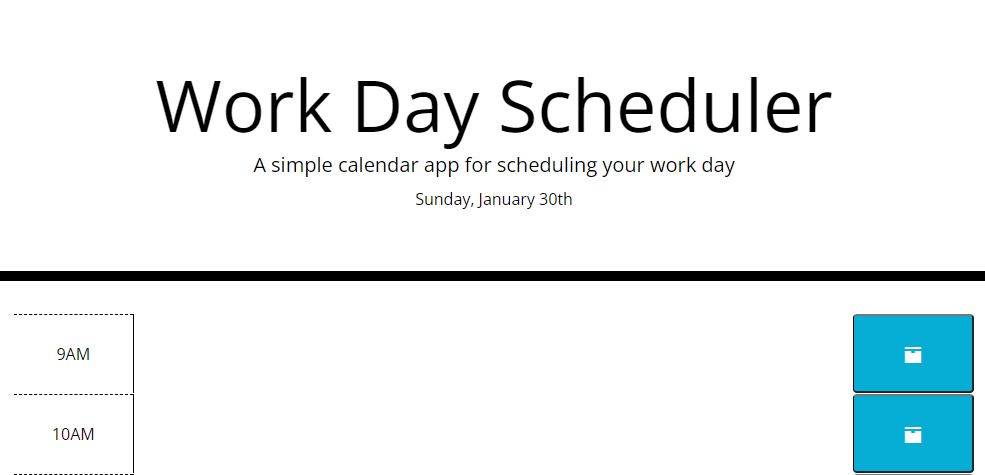 Work Day Scheduler
A simple calendar app for scheduling your work day
Sunday, January 30th
9AM
10AM